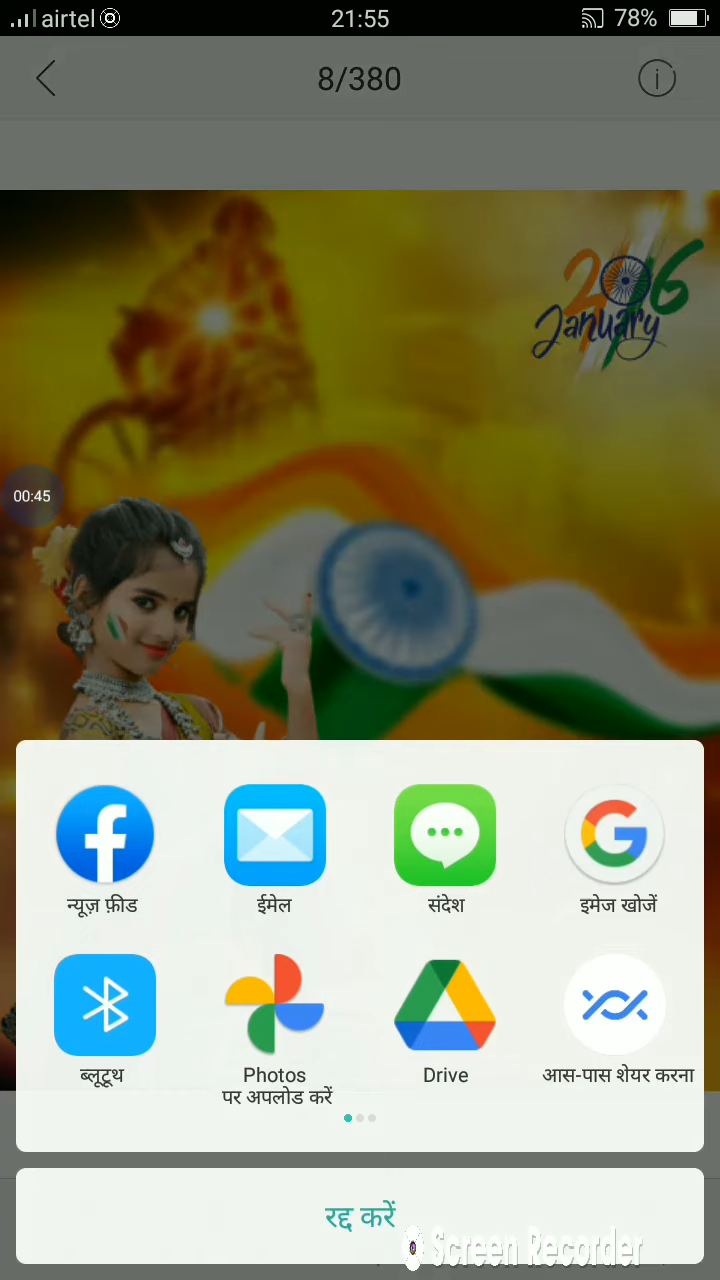 airtel
21:55
78%
8/380
26
January
00:45
न्यूज़ फ़ीड
ईमेल
संदेश
इमेज खोजें
ब्लूटूथ
Photos
पर अपलोड करें
Drive
आस-पास शेयर करना
रद्द करें
Screen Recorder